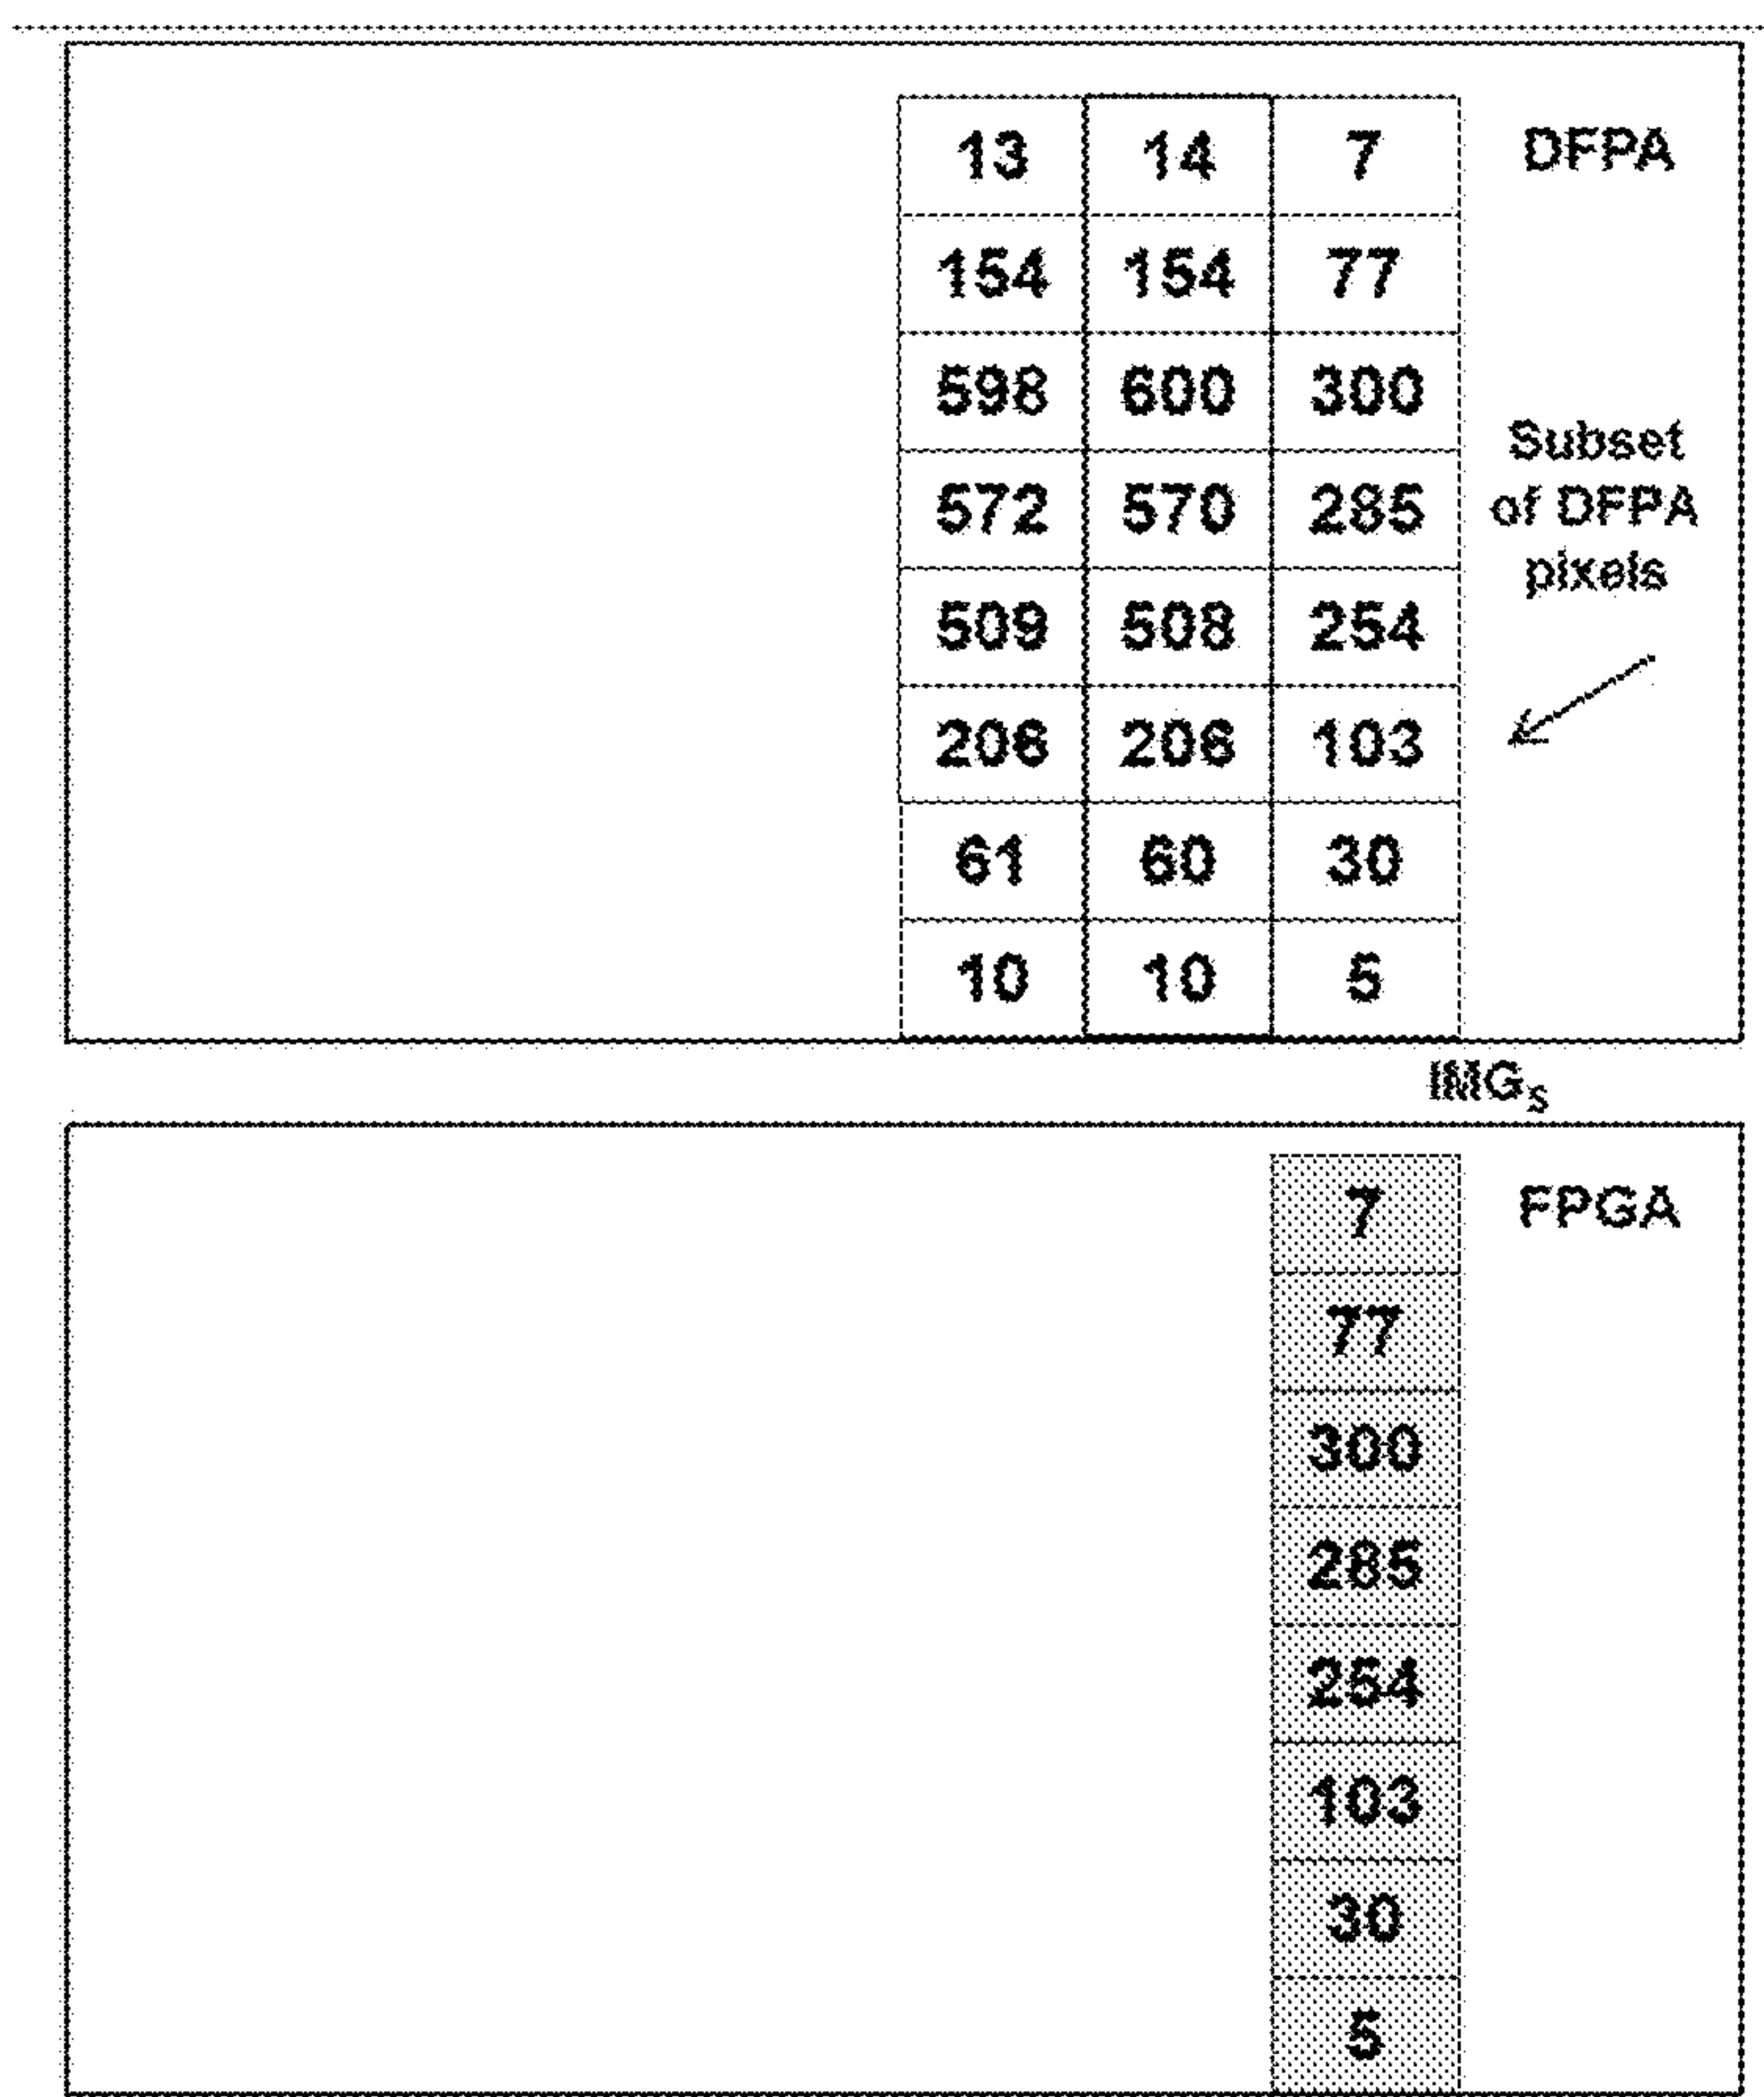 13 14 7 DFPA
154 154 77
598 600 300
Subset
572 570 285 of DFPA
pixels
509 508 254
206 206 103
61 60 30
10 10 5
IMGS
7 FPGA
77
300
285
254
103
30
5